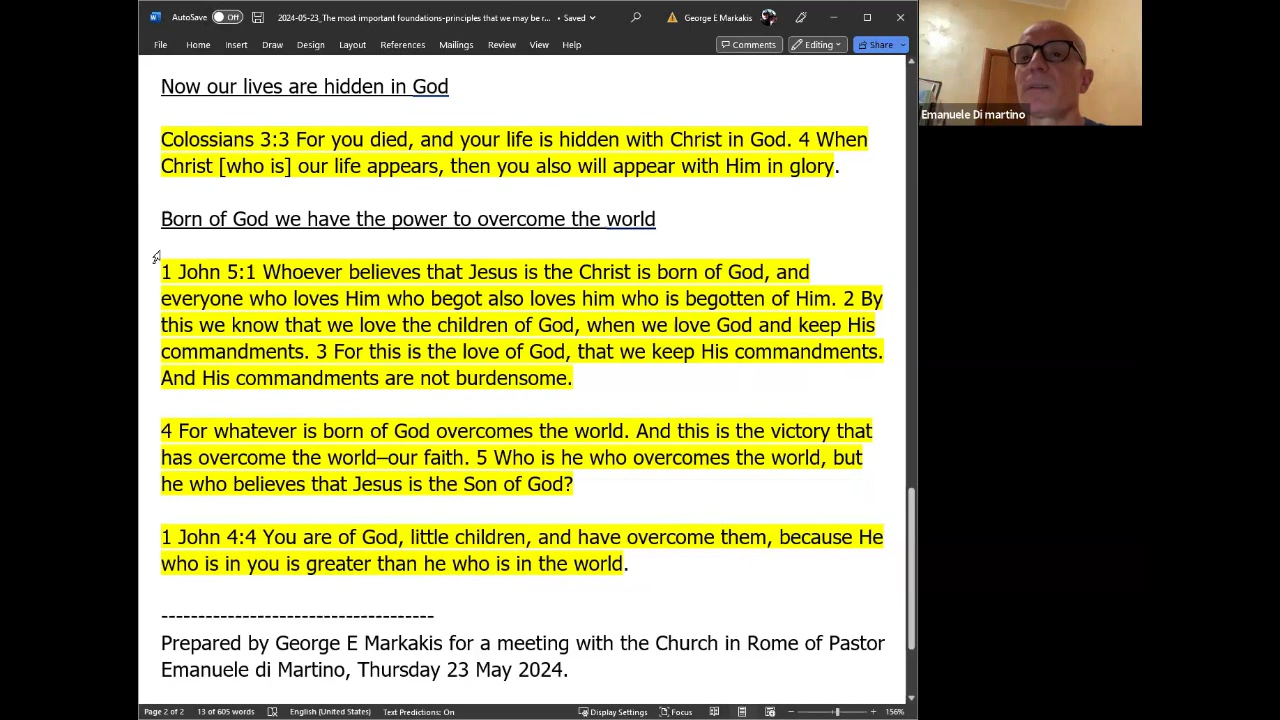 AutoSave Off 2024-05-23_The most important foundations-principles that we may be r... • Saved George E Markakis
File Home Insert Draw Design Layout References Mailings Review View Help Comments Editing Share
Now our lives are hidden in God
Colossians 3:3 For you died, and your life is hidden with Christ in God. 4 When
Christ [who is] our life appears, then you also will appear with Him in glory.
Born of God we have the power to overcome the world
1 John 5:1 Whoever believes that Jesus is the Christ is born of God, and
everyone who loves Him who begot also loves him who is begotten of Him. 2 By
this we know that we love the children of God, when we love God and keep His
commandments. 3 For this is the love of God, that we keep His commandments.
And His commandments are not burdensome.
4 For whatever is born of God overcomes the world. And this is the victory that
has overcome the world–our faith. 5 Who is he who overcomes the world, but
he who believes that Jesus is the Son of God?
1 John 4:4 You are of God, little children, and have overcome them, because He
who is in you is greater than he who is in the world.
-------------------------------------
Prepared by George E Markakis for a meeting with the Church in Rome of Pastor
Emanuele di Martino, Thursday 23 May 2024.
Page 2 of 2 13 of 605 words English (United States) Text Predictions: On Display Settings Focus 156%
Emanuele Di martino